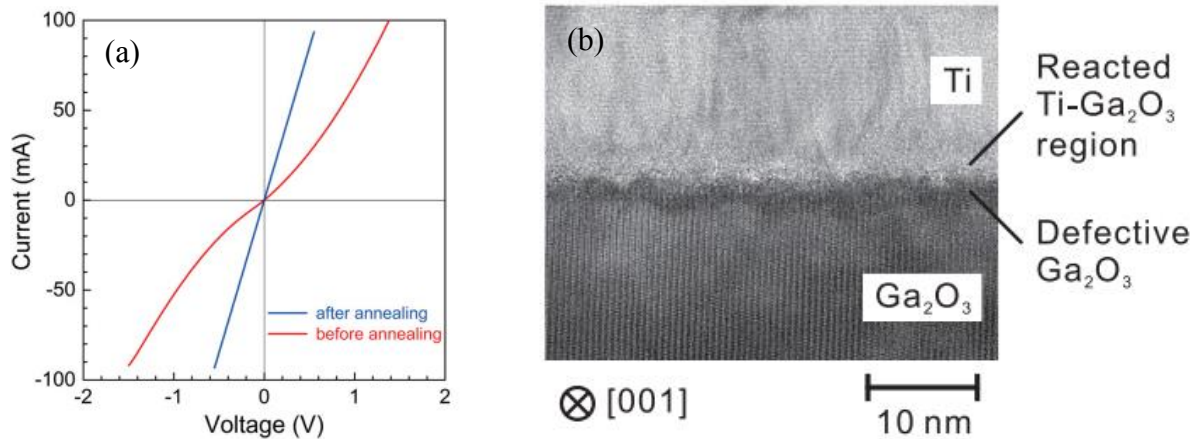 (a)
100
50
0
-50
-100
Current (mA)
-2
-1
0
1
2
Voltage (V)
after annealing
before annealing
(b)
Ti
Reacted
Ti-Ga₂O₃
region
Defective
Ga₂O₃
Ga₂O₃
[001]
10 nm